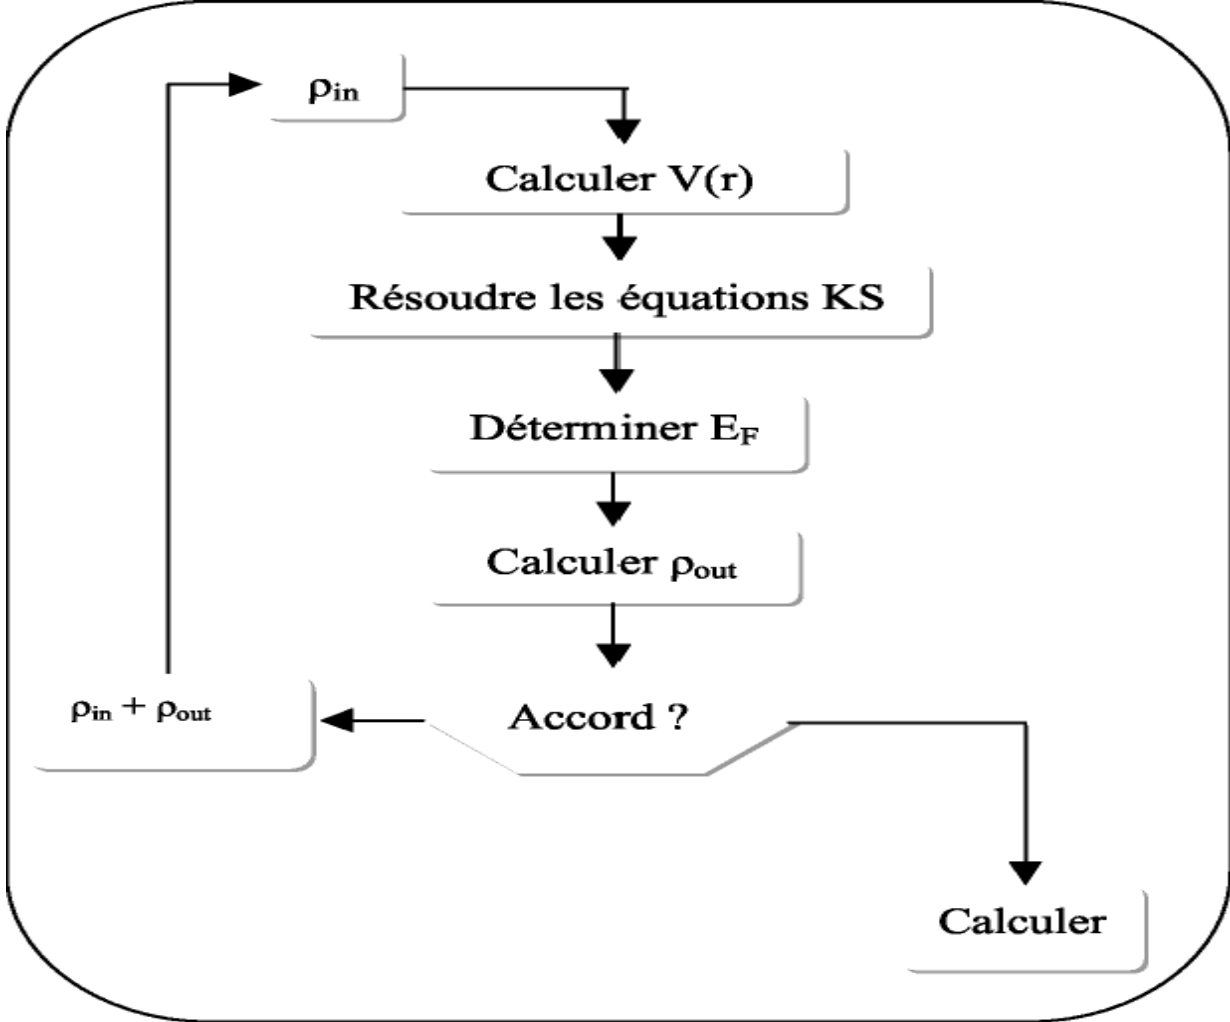 ρin
Calculer V(r)
Résoudre les équations KS
Déterminer EF
Calculer ρout
ρin + ρout
Accord ?
Calculer